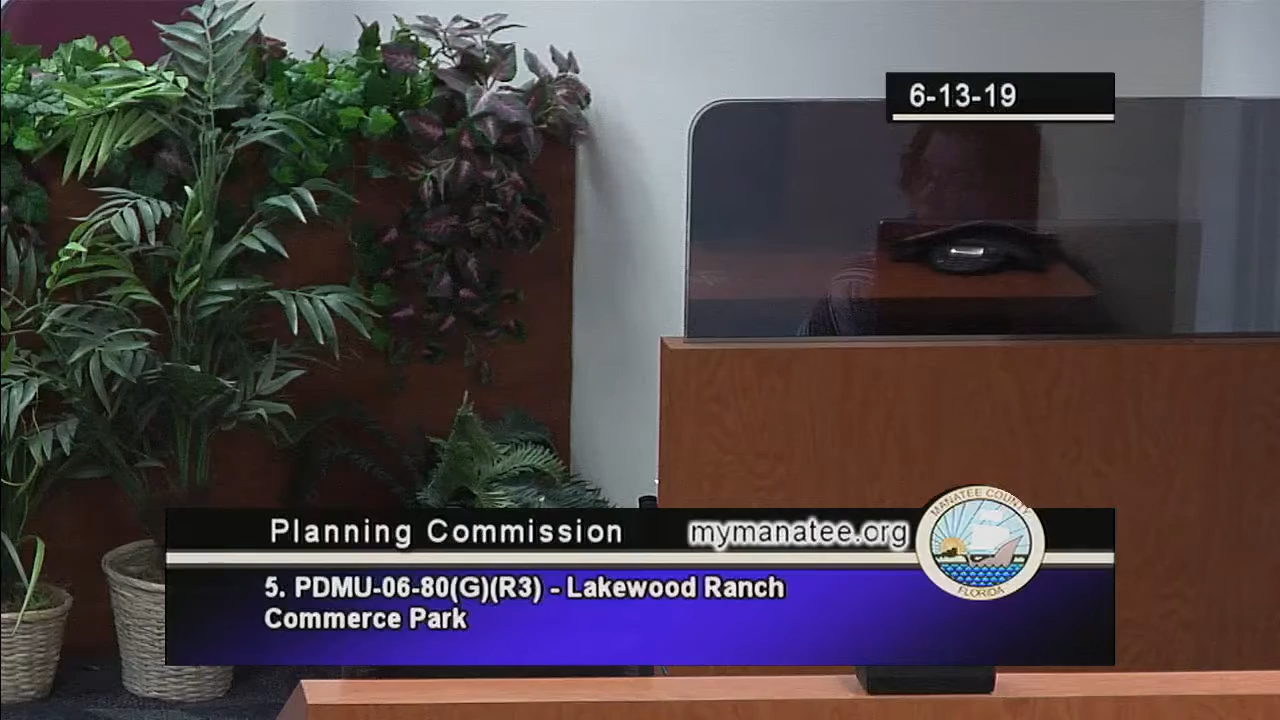 6-13-19
Planning Commission mymanatee.org
MANATEE COUNTY
FLORIDA
5. PDMU-06-80(G)(R3) - Lakewood Ranch
Commerce Park